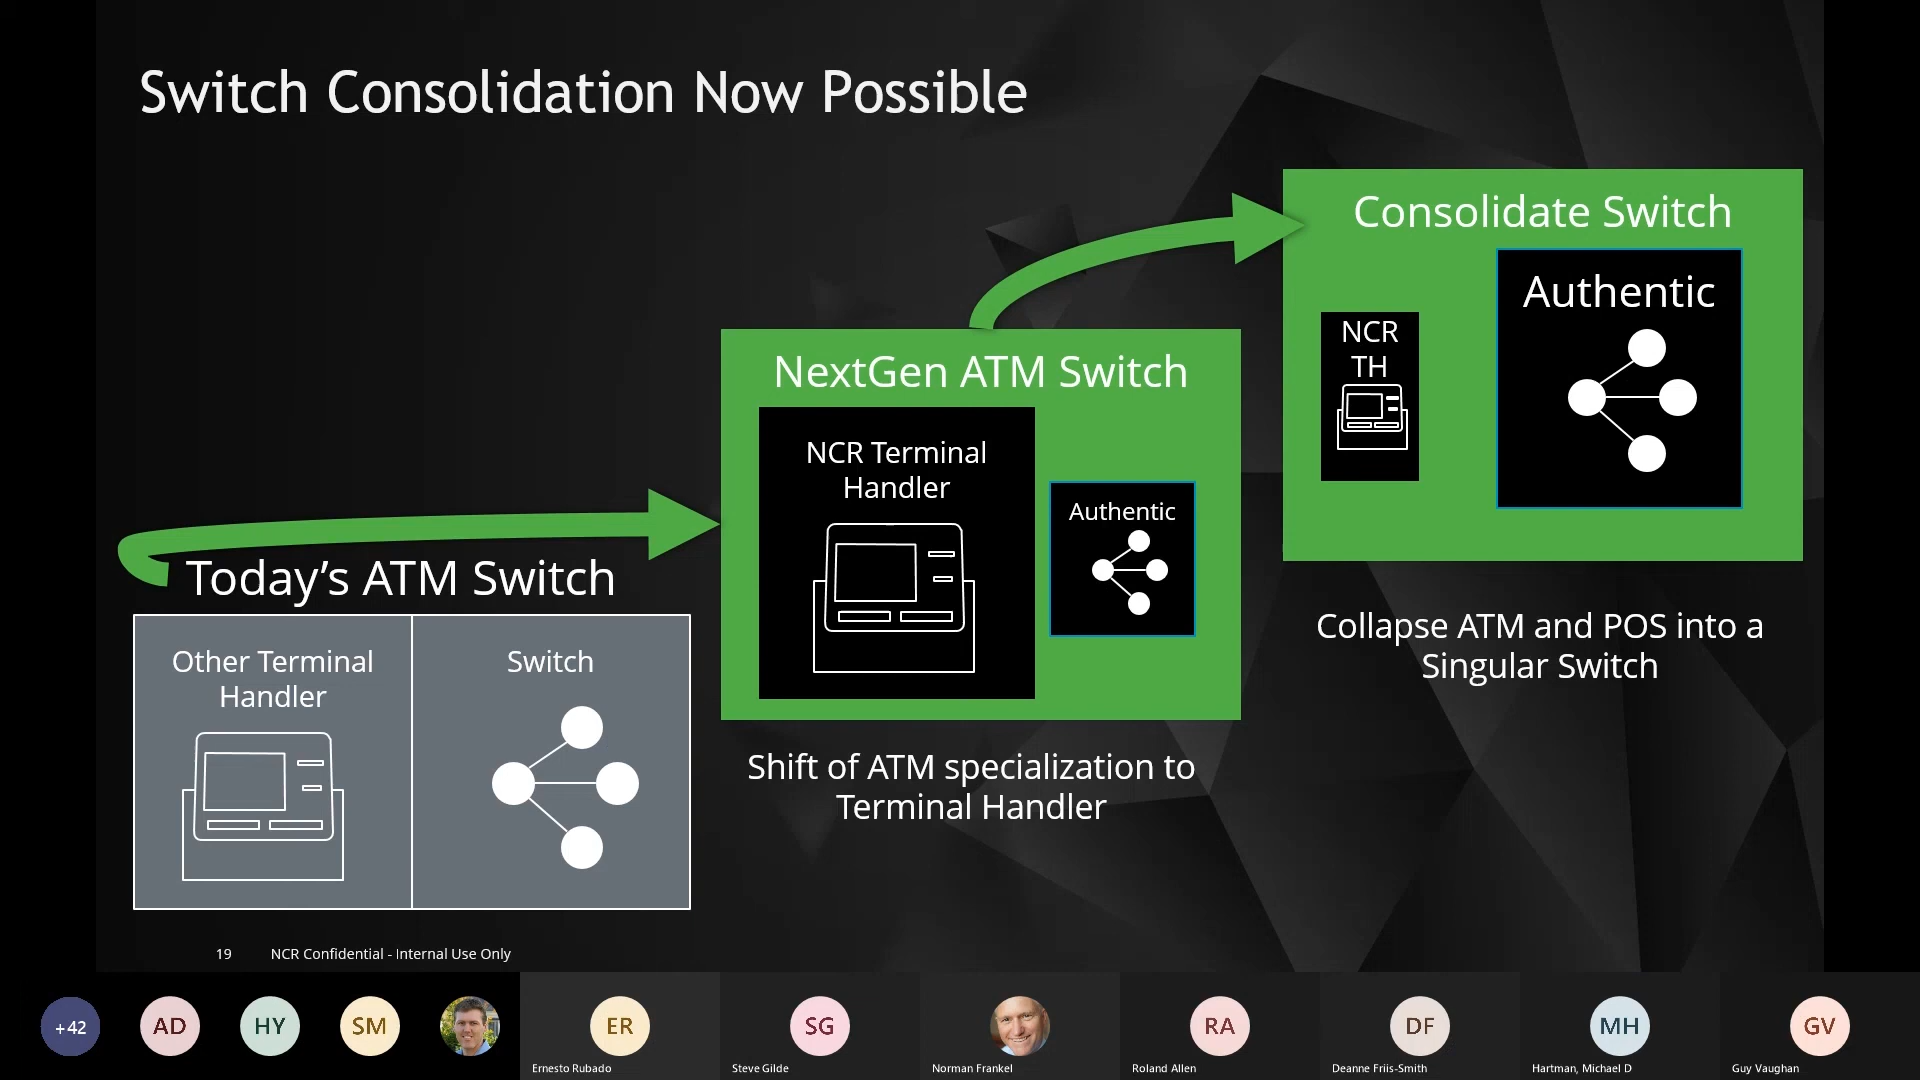 Switch Consolidation Now Possible
Today’s ATM Switch
Other Terminal
Handler
Switch
NextGen ATM Switch
NCR Terminal
Handler
Authentic
Shift of ATM specialization to
Terminal Handler
Consolidate Switch
NCR
TH
Authentic
Collapse ATM and POS into a
Singular Switch
19 NCR Confidential - Internal Use Only
+42
AD
HY
SM
ER
Ernesto Rubado
SG
Steve Gilde
Norman Frankel
RA
Roland Allen
DF
Deanne Friis-Smith
MH
Hartman, Michael D
GV
Guy Vaughan